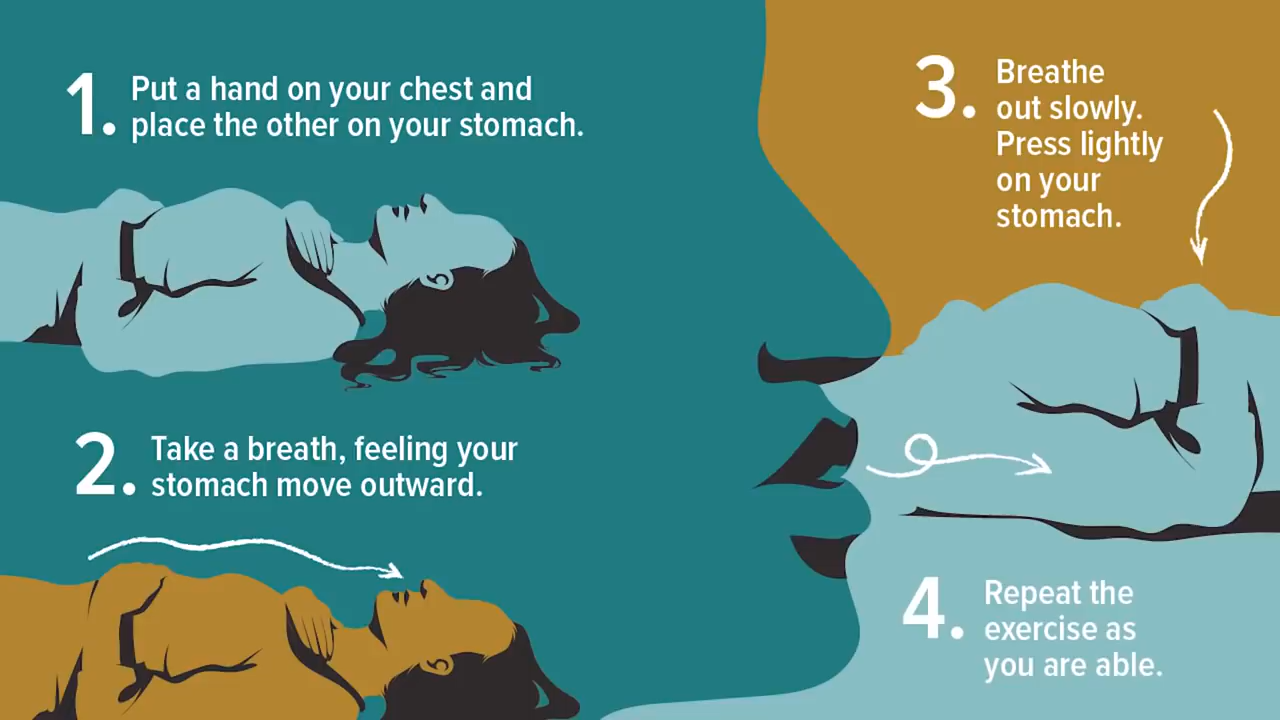 1. Put a hand on your chest and
place the other on your stomach.
2. Take a breath, feeling your
stomach move outward.
3. Breathe
out slowly.
Press lightly
on your
stomach.
4. Repeat the
exercise as
you are able.